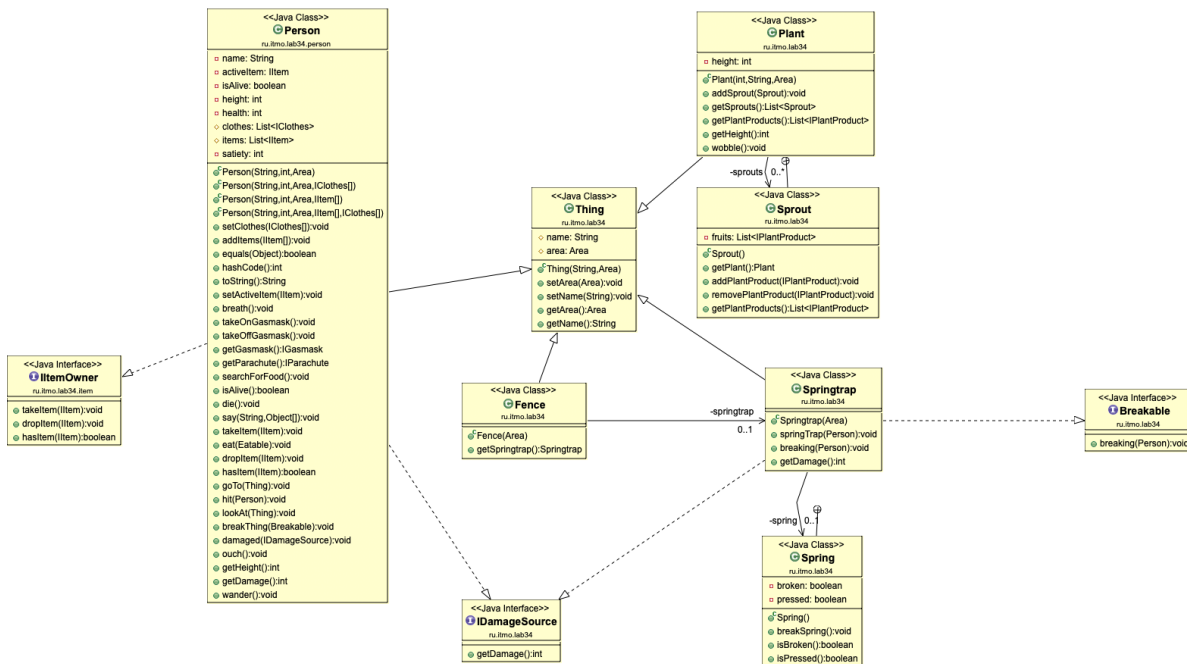 <<Java Class>>
Person
ru.itmo.lab34.person
name: String
activeItem: IItem
isAlive: boolean
height: int
health: int
clothes: List<IClothes>
items: List<IItem>
satiety: int
Person(String,int,Area)
Person(String,int,Area,IClothes[])
Person(String,int,Area,IItem[])
Person(String,int,Area,IItem[],IClothes[])
setClothes(IClothes[]):void
addItems(IItem[]):void
equals(Object):boolean
hashCode():int
toString():String
setActiveItem(IItem):void
breath():void
takeOnGasmask():void
takeOffGasmask():void
getGasmask():IGasmask
getParachute():IParachute
searchForFood():void
isAlive():boolean
die():void
say(String,Object[]):void
takeItem(IItem):void
eat(Eatable):void
dropItem(IItem):void
hasItem(IItem):boolean
goTo(Thing):void
hit(Person):void
lookAt(Thing):void
breakThing(Breakable):void
damaged(IDamageSource):void
ouch():void
getHeight():int
getDamage():int
wander():void
<<Java Interface>>
IItemOwner
ru.itmo.lab34.item
takeItem(IItem):void
dropItem(IItem):void
hasItem(IItem):boolean
<<Java Class>>
Plant
ru.itmo.lab34
height: int
Plant(int,String,Area)
addSprout(Sprout):void
getSprouts():List<Sprout>
getPlantProducts():List<IPlantProduct>
getHeight():int
wobble():void
-sprouts 0..*
<<Java Class>>
Sprout
ru.itmo.lab34
fruits: List<IPlantProduct>
Sprout()
getPlant():Plant
addPlantProduct(IPlantProduct):void
removePlantProduct(IPlantProduct):void
getPlantProducts():List<IPlantProduct>
<<Java Class>>
Thing
ru.itmo.lab34
name: String
area: Area
Thing(String,Area)
setArea(Area):void
setName(String):void
getArea():Area
getName():String
<<Java Class>>
Fence
ru.itmo.lab34
Fence(Area)
getSpringtrap():Springtrap
-springtrap
0..1
<<Java Class>>
Springtrap
ru.itmo.lab34
Springtrap(Area)
springTrap(Person):void
breaking(Person):void
getDamage():int
<<Java Interface>>
Breakable
ru.itmo.lab34
breaking(Person):void
-spring 0..1
<<Java Class>>
Spring
ru.itmo.lab34
broken: boolean
pressed: boolean
Spring()
breakSpring():void
isBroken():boolean
isPressed():boolean
<<Java Interface>>
IDamageSource
ru.itmo.lab34
getDamage():int